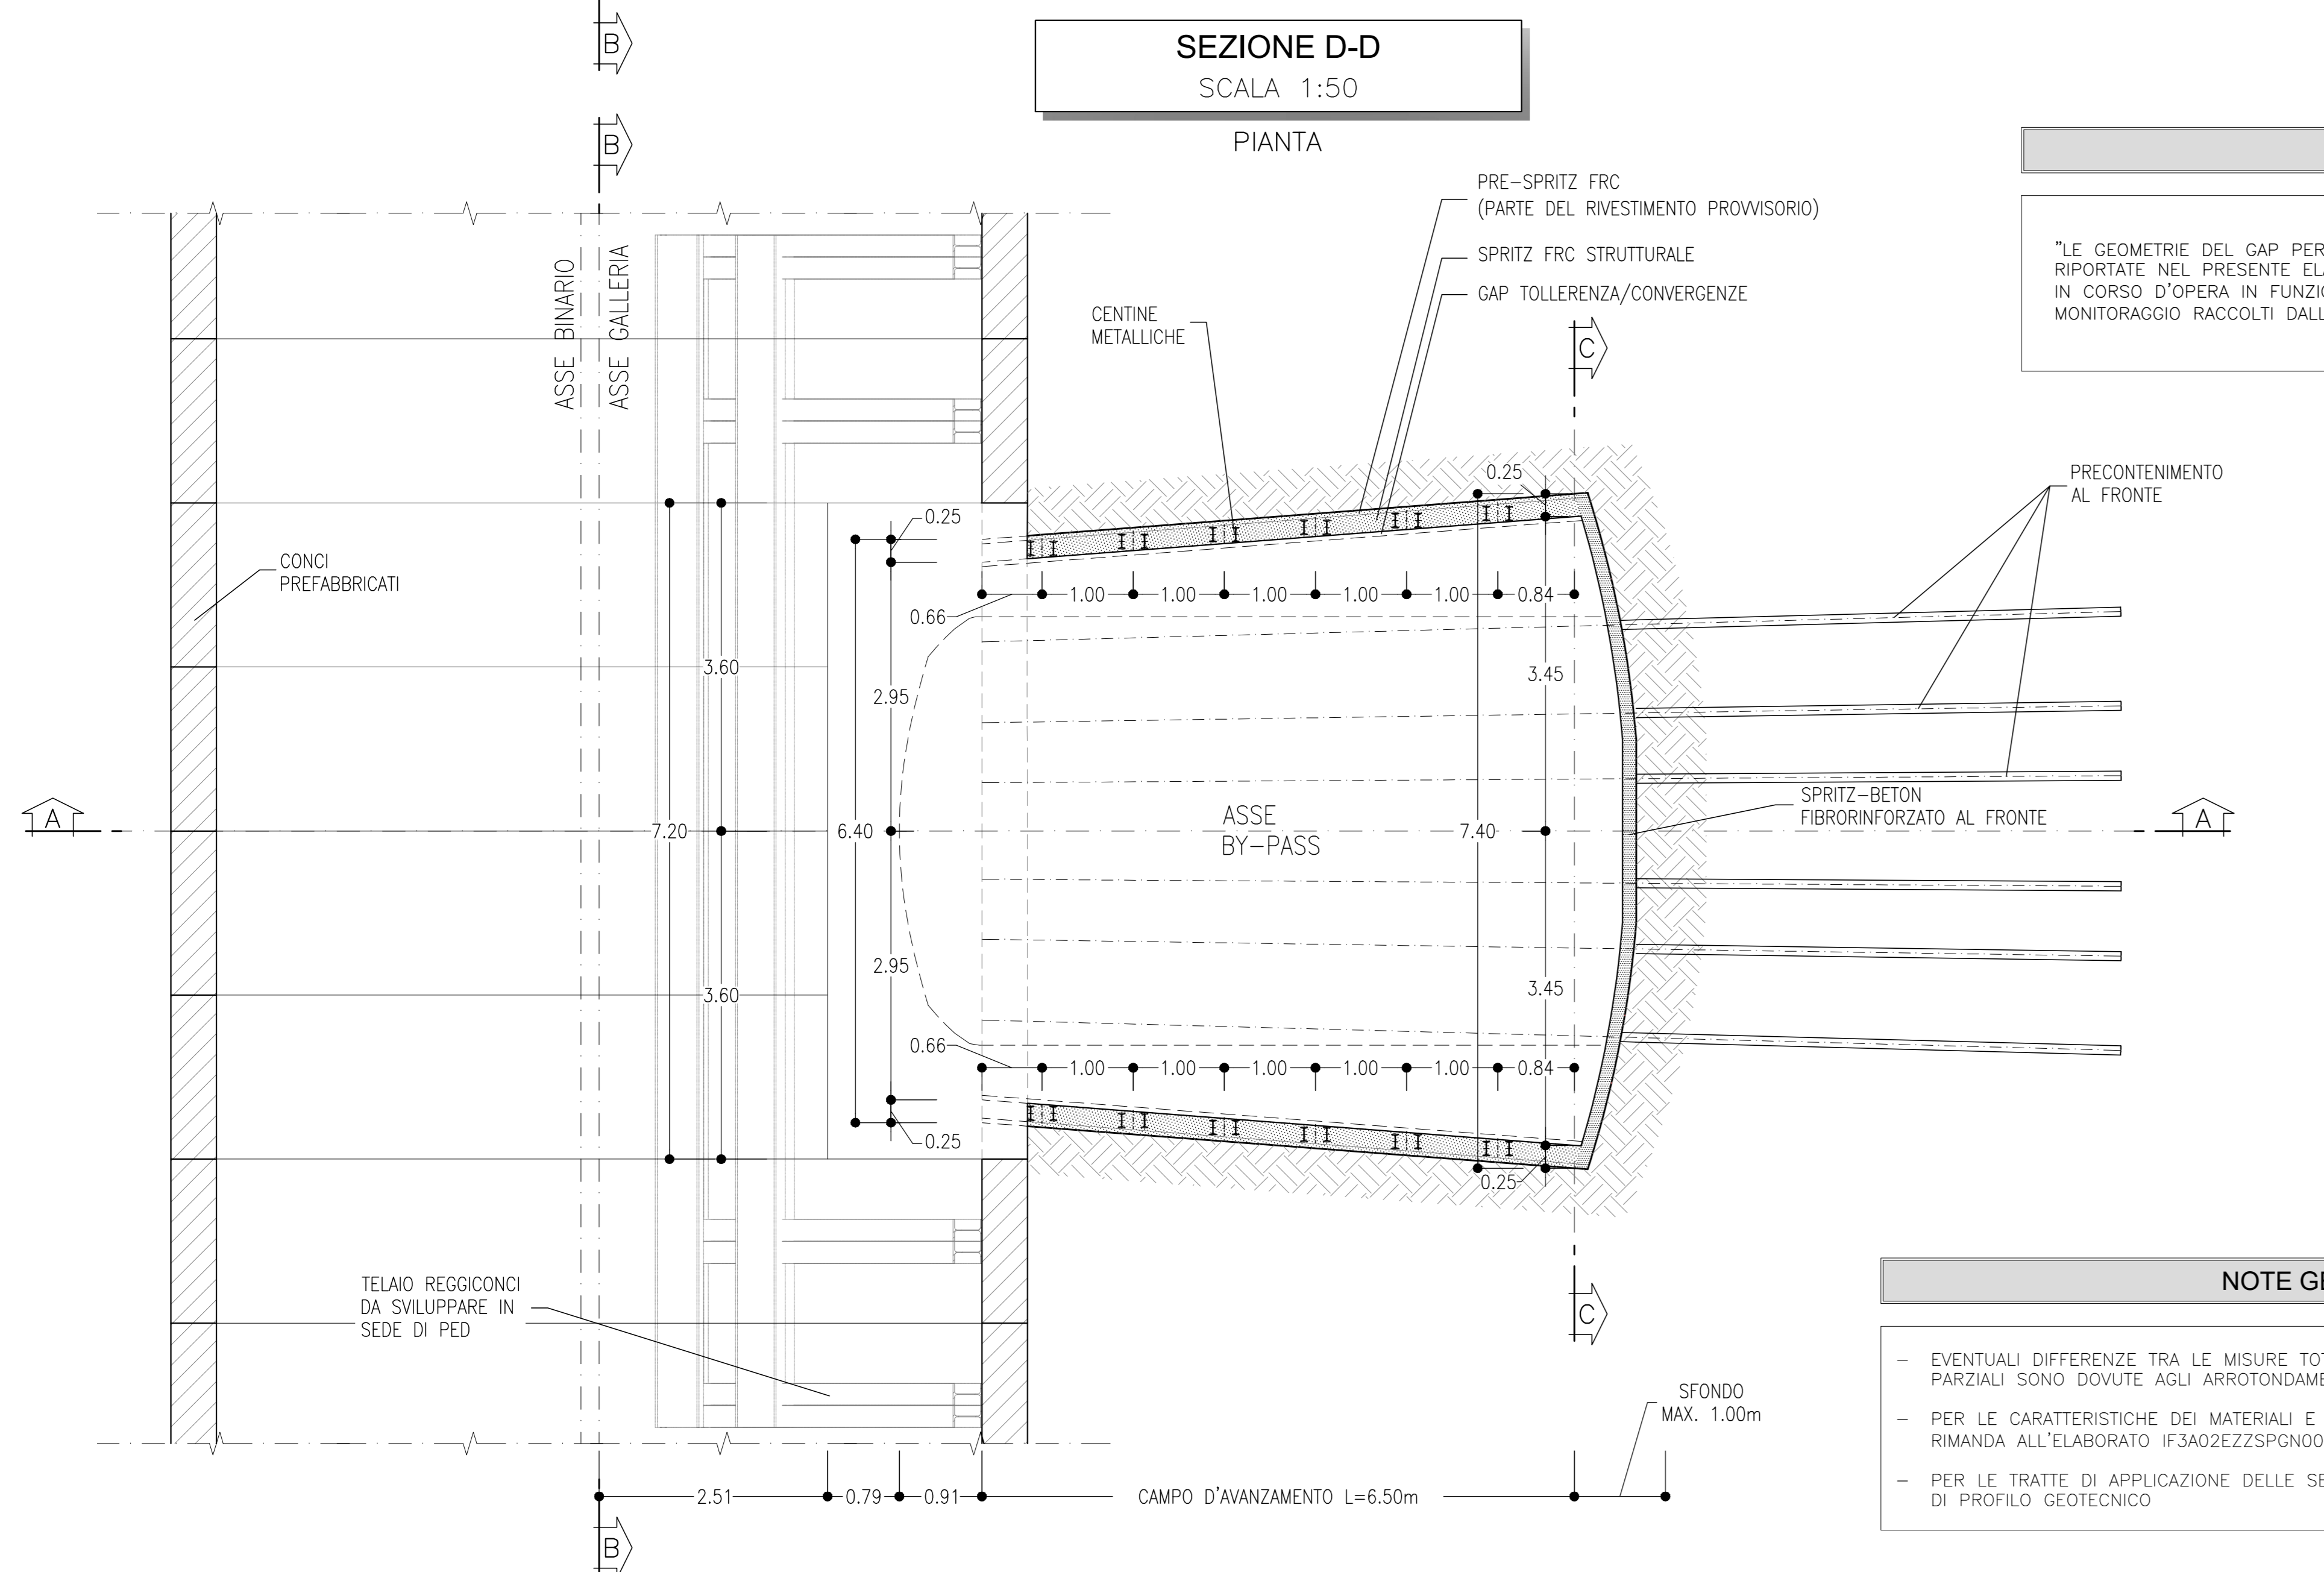 B
SEZIONE D-D
SCALA 1:50
PIANTA
B
PRE-SPRITZ FRC
(PARTE DEL RIVESTIMENTO PROVVISORIO)
SPRITZ FRC STRUTTURALE
GAP TOLLERENZA/CONVERGENZE
CENTINE
METALLICHE
ASSE BINARIO
ASSE GALLERIA
C
"LE GEOMETRIE DEL GAP PER
RIPORTATE NEL PRESENTE
IN CORSO D'OPERA IN
MONITORAGGIO RACCOLTI
PRECONTENIMENTO
AL FRONTE
CONCI
PREFABBRICATI
0.25
0.25
0.66
1.00
1.00
1.00
1.00
1.00
0.84
3.60
2.95
3.45
ASSE
BY-PASS
SPRITZ-BETON
FIBRORINFORZATO AL FRONTE
A
7.20
6.40
7.40
A
3.60
2.95
3.45
0.66
1.00
1.00
1.00
1.00
1.00
0.84
0.25
0.25
TELAIO REGGICONCI
DA SVILUPPARE IN
SEDE DI PED
C
SFONDO
MAX. 1.00m
2.51
0.79
0.91
CAMPO D'AVANZAMENTO L=6.50m
B
NOTE
- EVENTUALI DIFFERENZE TRA LE MISURE
PARZIALI SONO DOVUTE AGLI
- PER LE CARATTERISTICHE DEI MATERIALI E
RIMANDA ALL'ELABORATO IF3A02EZZSPGN00
- PER LE TRATTE DI APPLICAZIONE DELLE
DI PROFILO GEOTECNICO